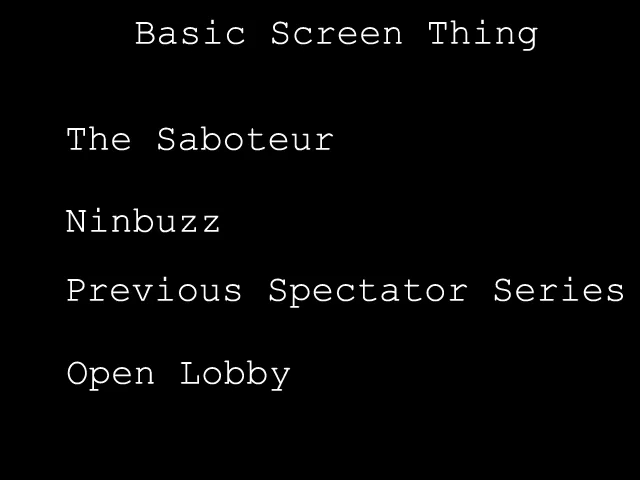 Basic Screen Thing
The Saboteur
Ninbuzz
Previous Spectator Series
Open Lobby